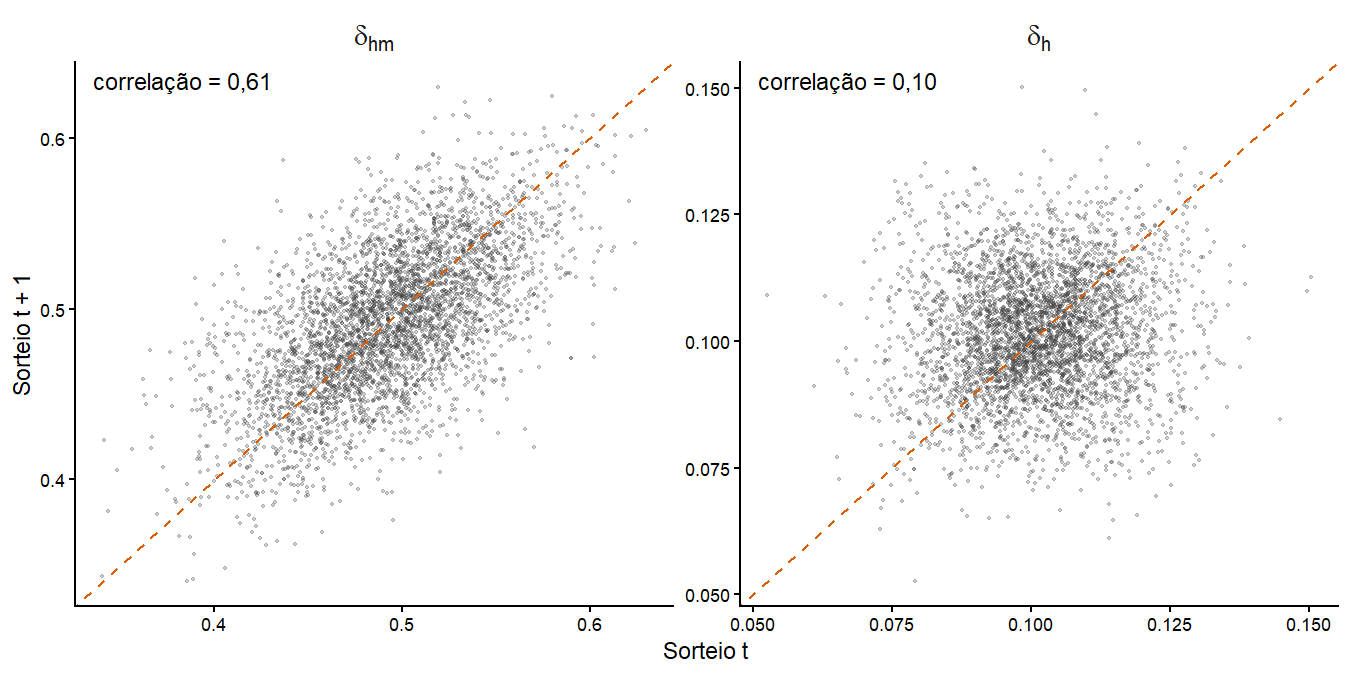 δhm
correlação = 0,61
0.6
0.5
0.4
0.4 0.5 0.6
Sorteio t + 1
δh
correlação = 0,10
0.150
0.125
0.100
0.075
0.050
0.050 0.075 0.100 0.125 0.150
Sorteio t